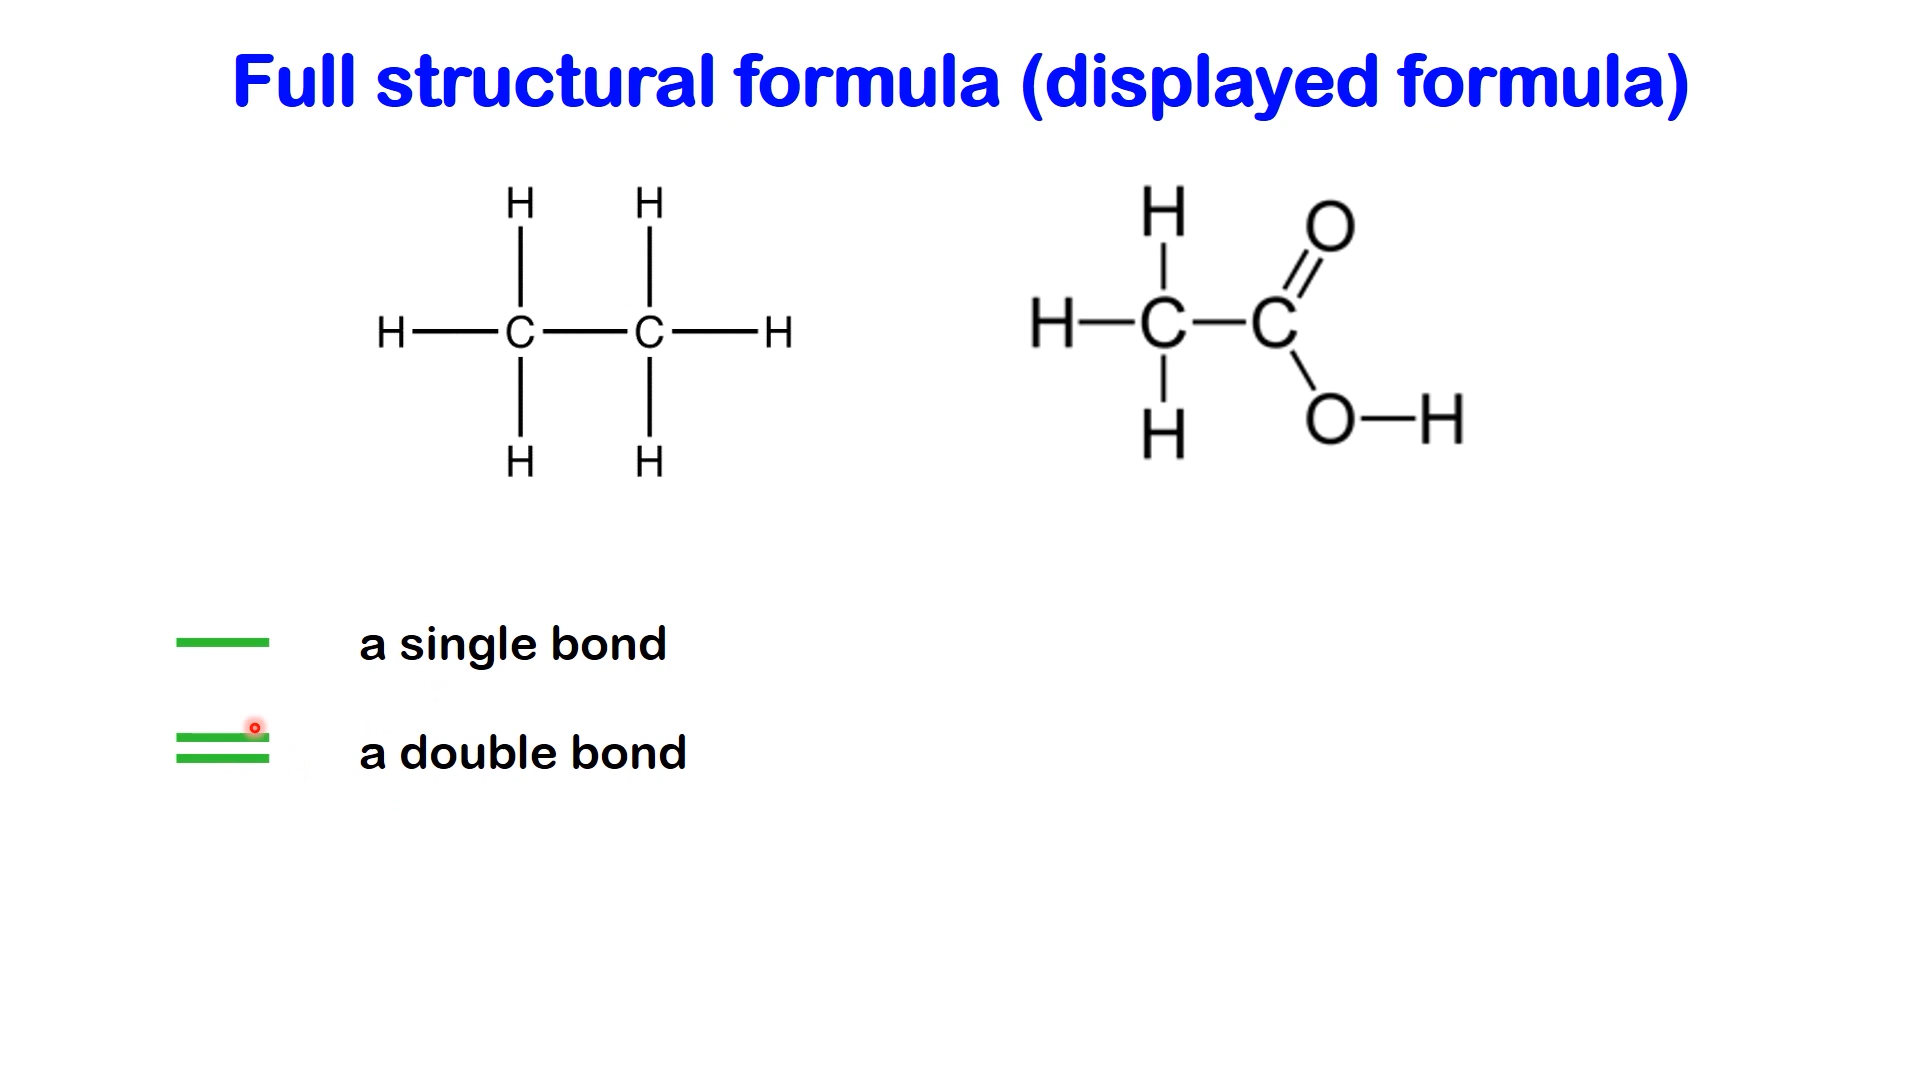 Full structural formula (displayed formula)
H H
H C C H
H H
H
O
H C C
O H
H
a single bond
a double bond